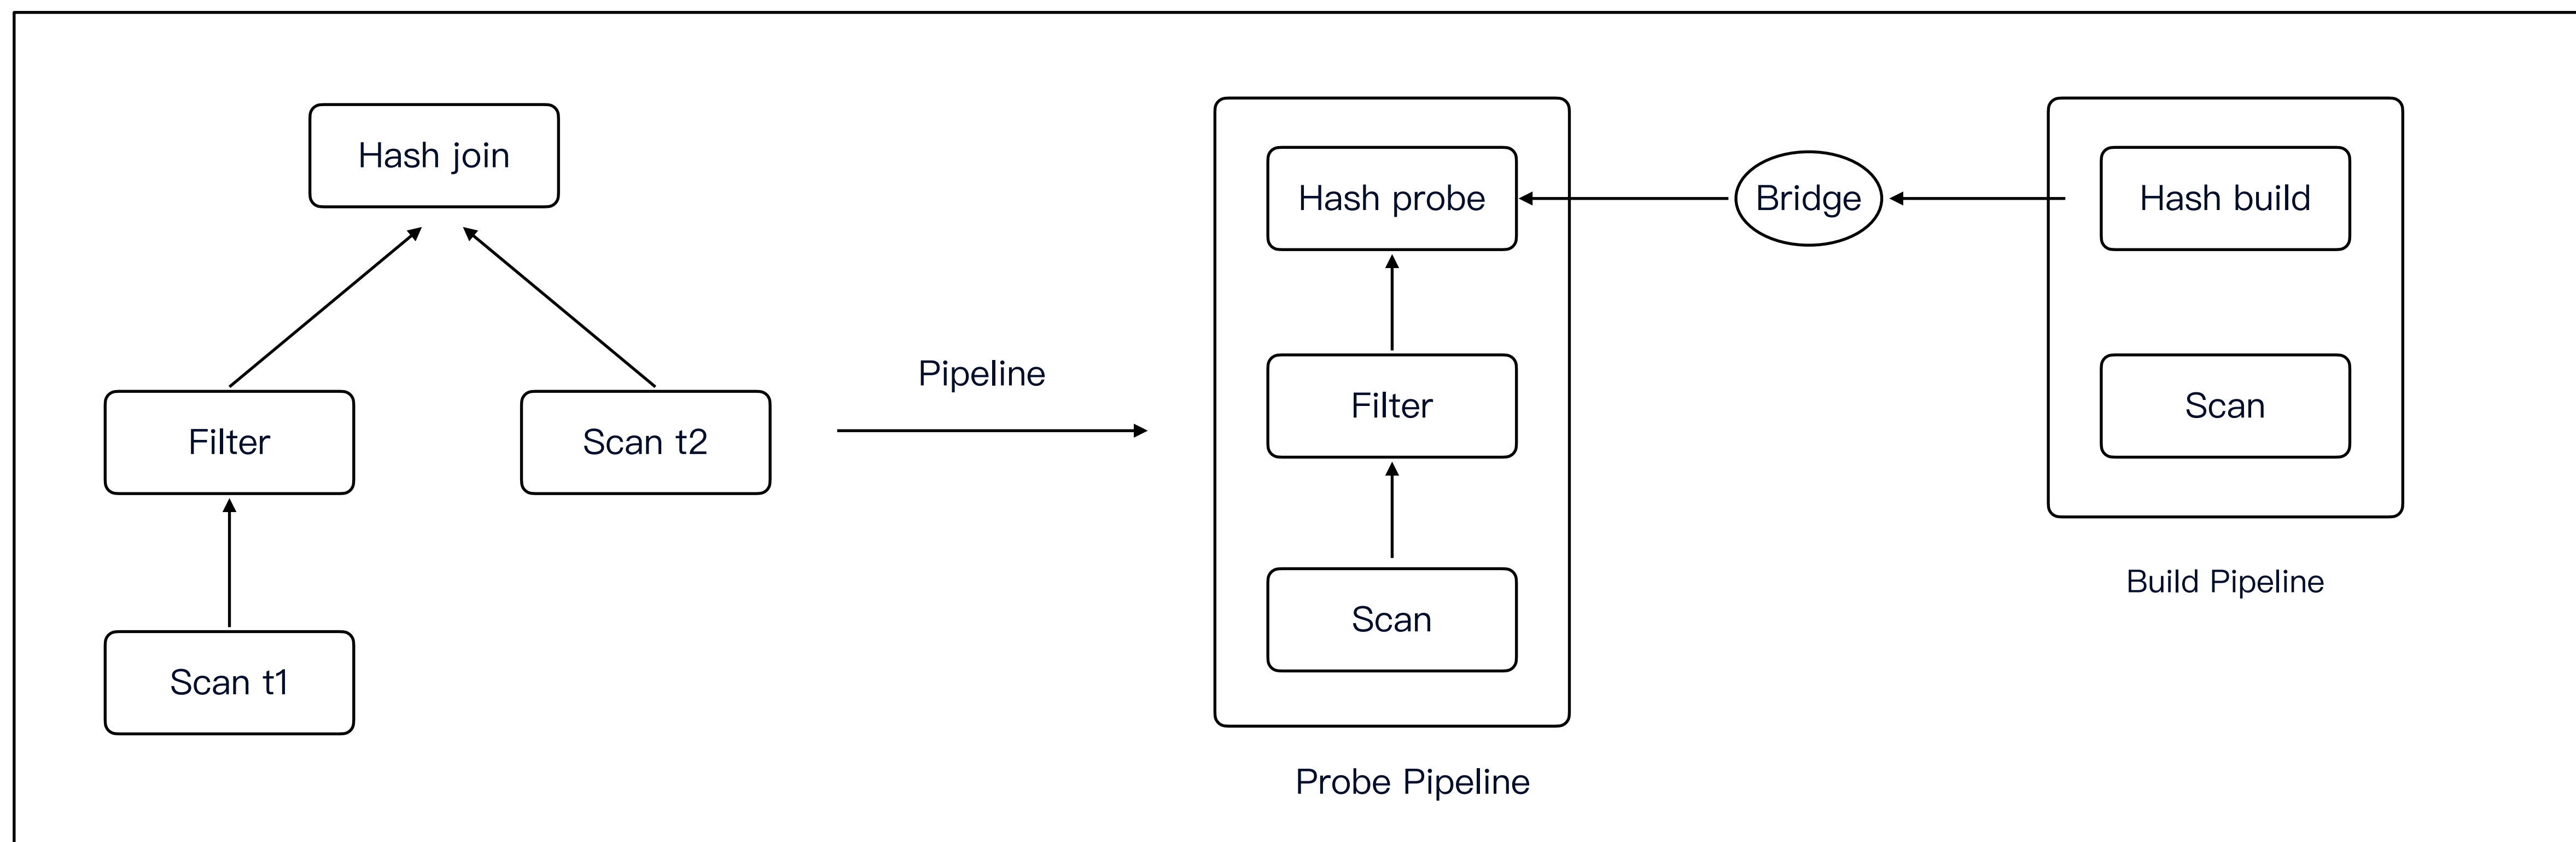 Hash join
Filter
Scan t2
Scan t1
Pipeline
Hash probe
Filter
Scan
Probe Pipeline
Bridge
Hash build
Scan
Build Pipeline